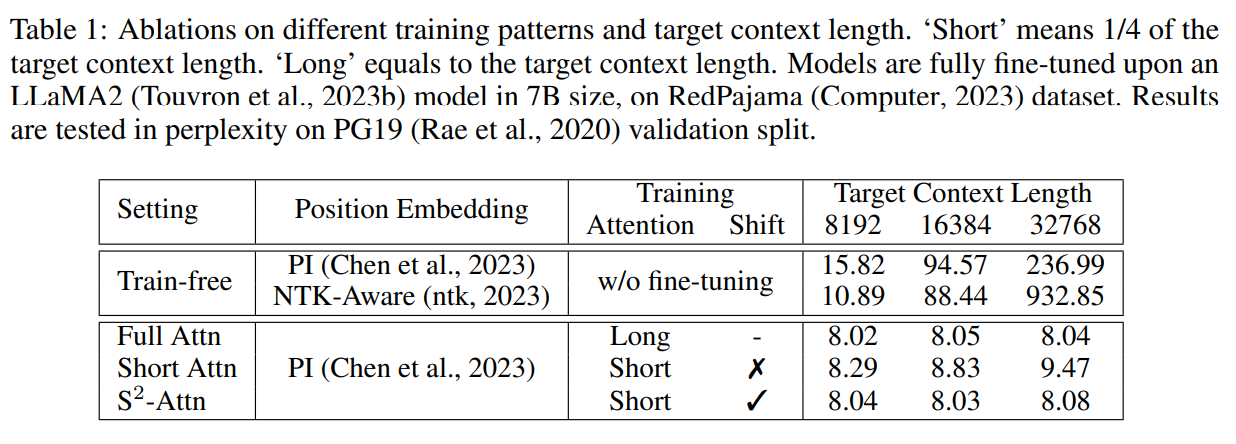 Table 1: Ablations on different training patterns and target context length. ‘Short’ means 1/4 of the
target context length. ‘Long’ equals to the target context length. Models are fully fine-tuned upon an
LLaMA2 (Touvron et al., 2023b) model in 7B size, on RedPajama (Computer, 2023) dataset. Results
are tested in perplexity on PG19 (Rae et al., 2020) validation split.
Setting Position Embedding Training Target Context Length
Attention Shift 8192 16384 32768
Train-free PI (Chen et al., 2023) w/o fine-tuning 15.82 94.57 236.99
NTK-Aware (ntk, 2023) 10.89 88.44 932.85
Full Attn Long - 8.02 8.05 8.04
Short Attn PI (Chen et al., 2023) Short ✗ 8.29 8.83 9.47
S²-Attn Short ✓ 8.04 8.03 8.08